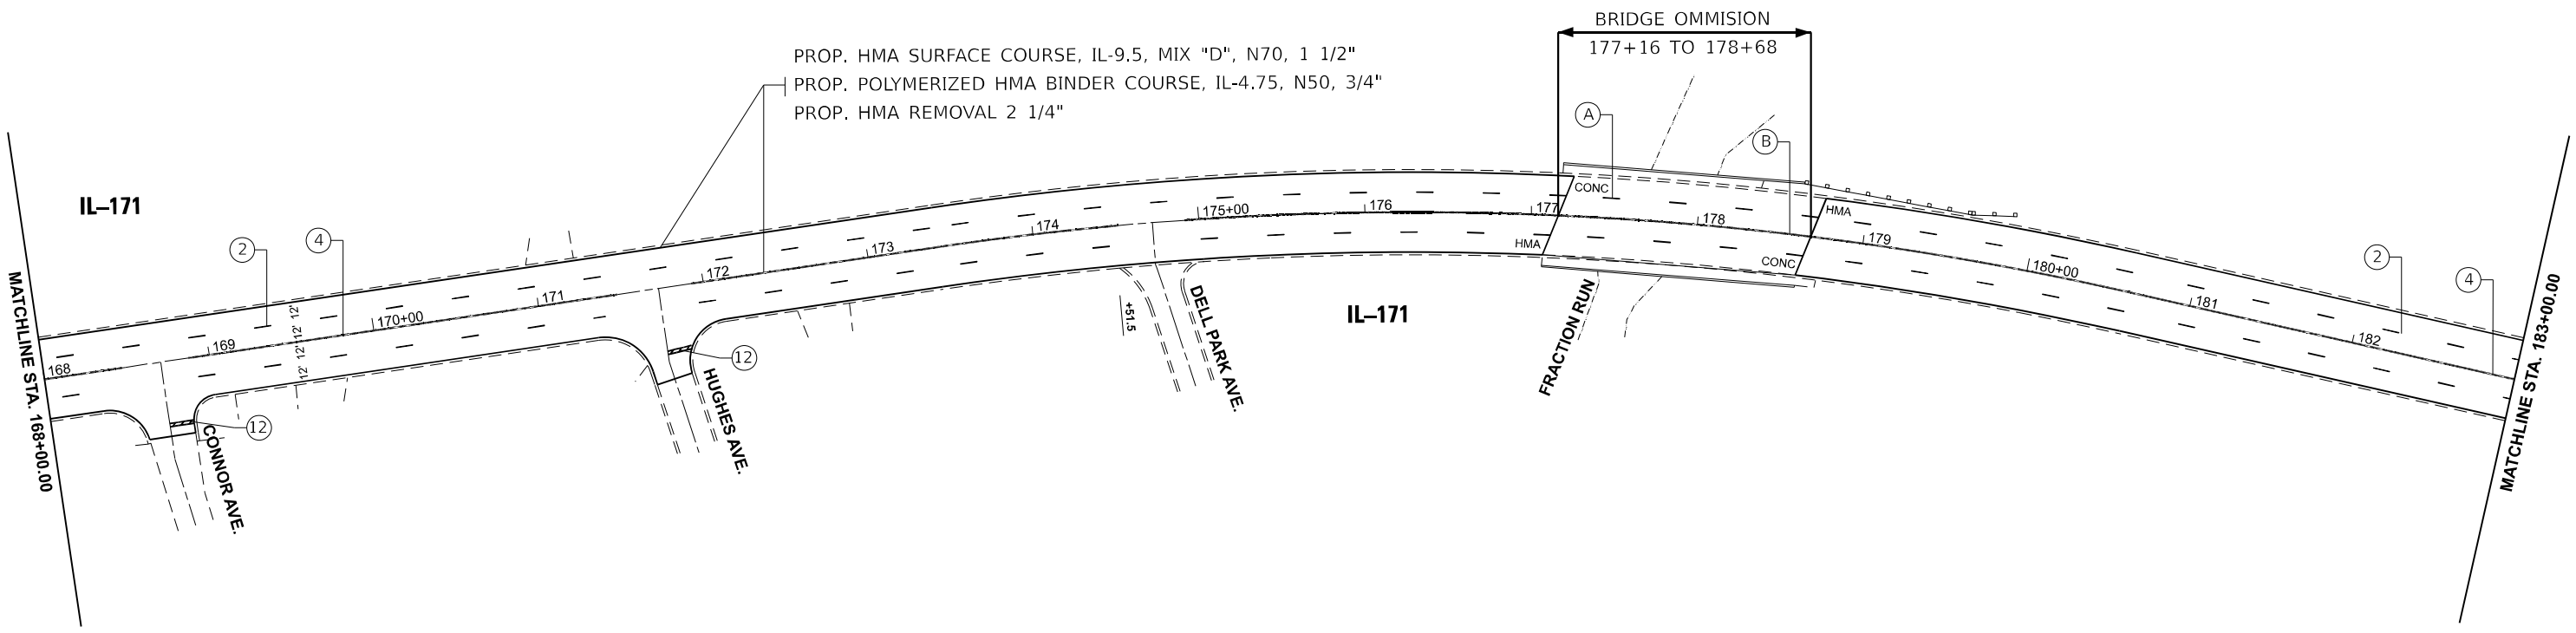 BRIDGE OMMISION
177+16 TO 178+68
PROP. HMA SURFACE COURSE, IL-9.5, MIX "D", N70, 1 1/2"
PROP. POLYMERIZED HMA BINDER COURSE, IL-4.75, N50, 3/4"
PROP. HMA REMOVAL 2 1/4"
A
B
IL-171
CONC
HMA
2
4
168
169
170+00
171
172
173
174
175+00
176
177
178
179
180+00
181
182
HMA
CONC
2
4
12' 12'
12' 12'
MATCHLINE STA. 168+00.00
MATCHLINE STA. 183+00.00
+51.5
IL-171
12
12
CONNOR AVE.
HUGHES AVE.
DELL PARK AVE.
FRACTION RUN